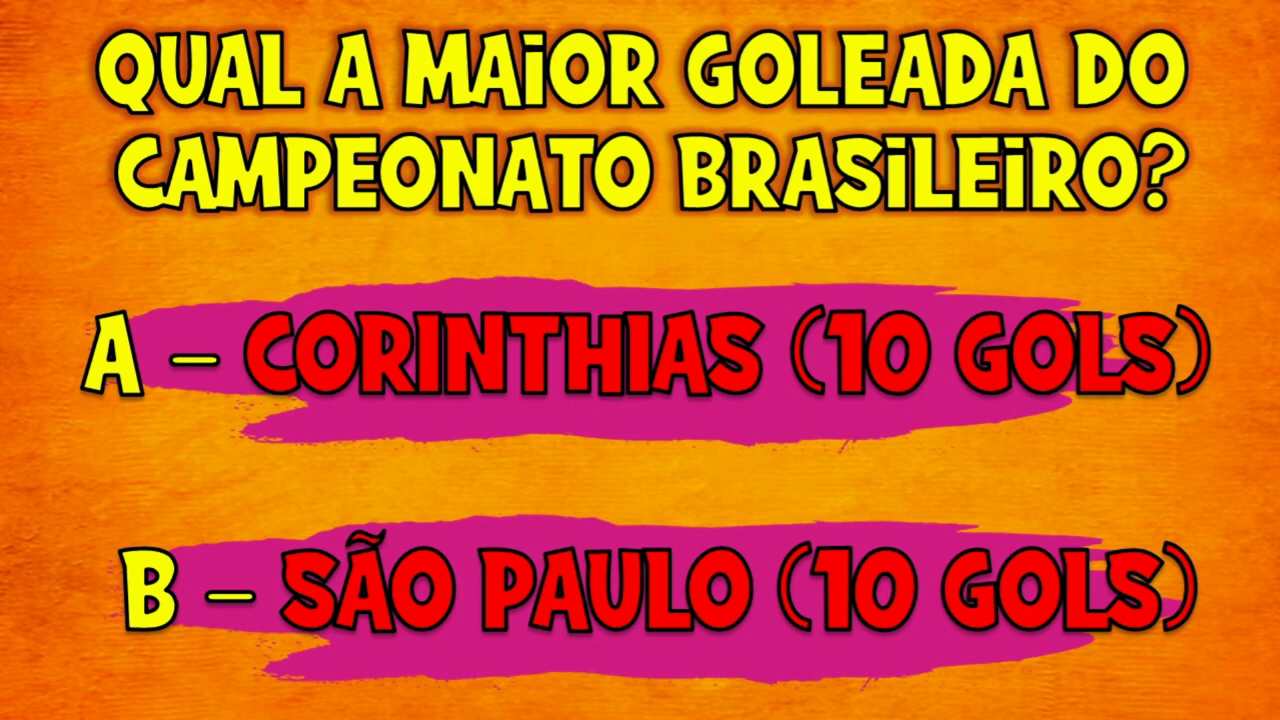 QUAL A MAIOR GOLEADA DO
CAMPEONATO BRASILEIRO?
A – CORINTHIAS (10 GOLS)
B – SÃO PAULO (10 GOLS)